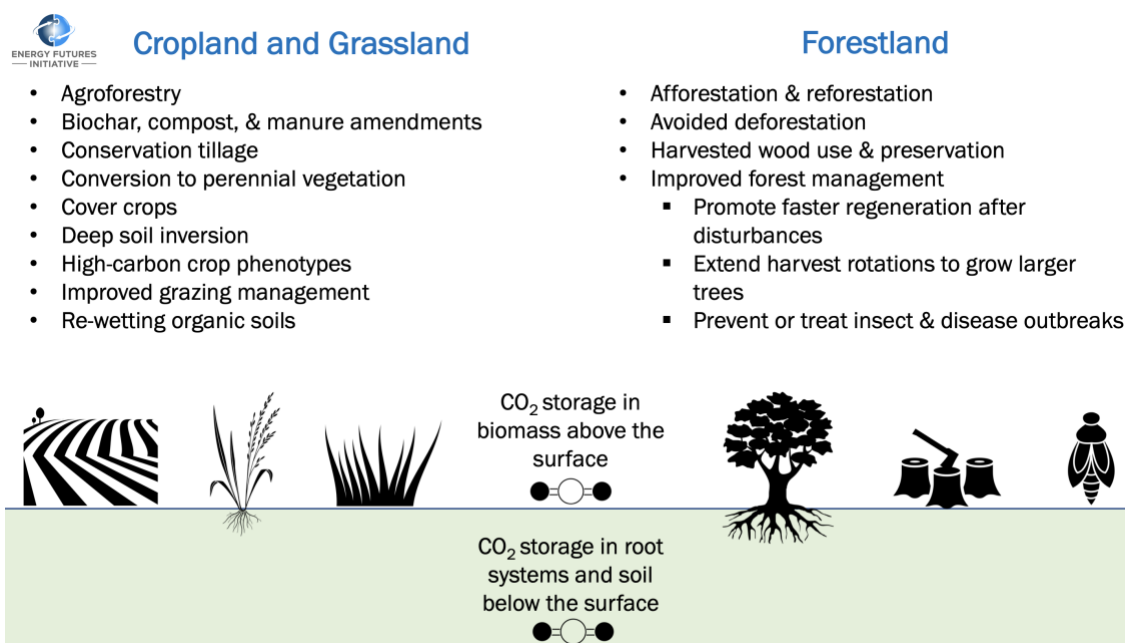 ENERGY FUTURES
INITIATIVE
Cropland and Grassland
• Agroforestry
• Biochar, compost, & manure amendments
• Conservation tillage
• Conversion to perennial vegetation
• Cover crops
• Deep soil inversion
• High-carbon crop phenotypes
• Improved grazing management
• Re-wetting organic soils
Forestland
• Afforestation & reforestation
• Avoided deforestation
• Harvested wood use & preservation
• Improved forest management
▪ Promote faster regeneration after
disturbances
▪ Extend harvest rotations to grow larger
trees
▪ Prevent or treat insect & disease outbreaks
CO₂ storage in
biomass above the
surface
CO₂ storage in root
systems and soil
below the surface